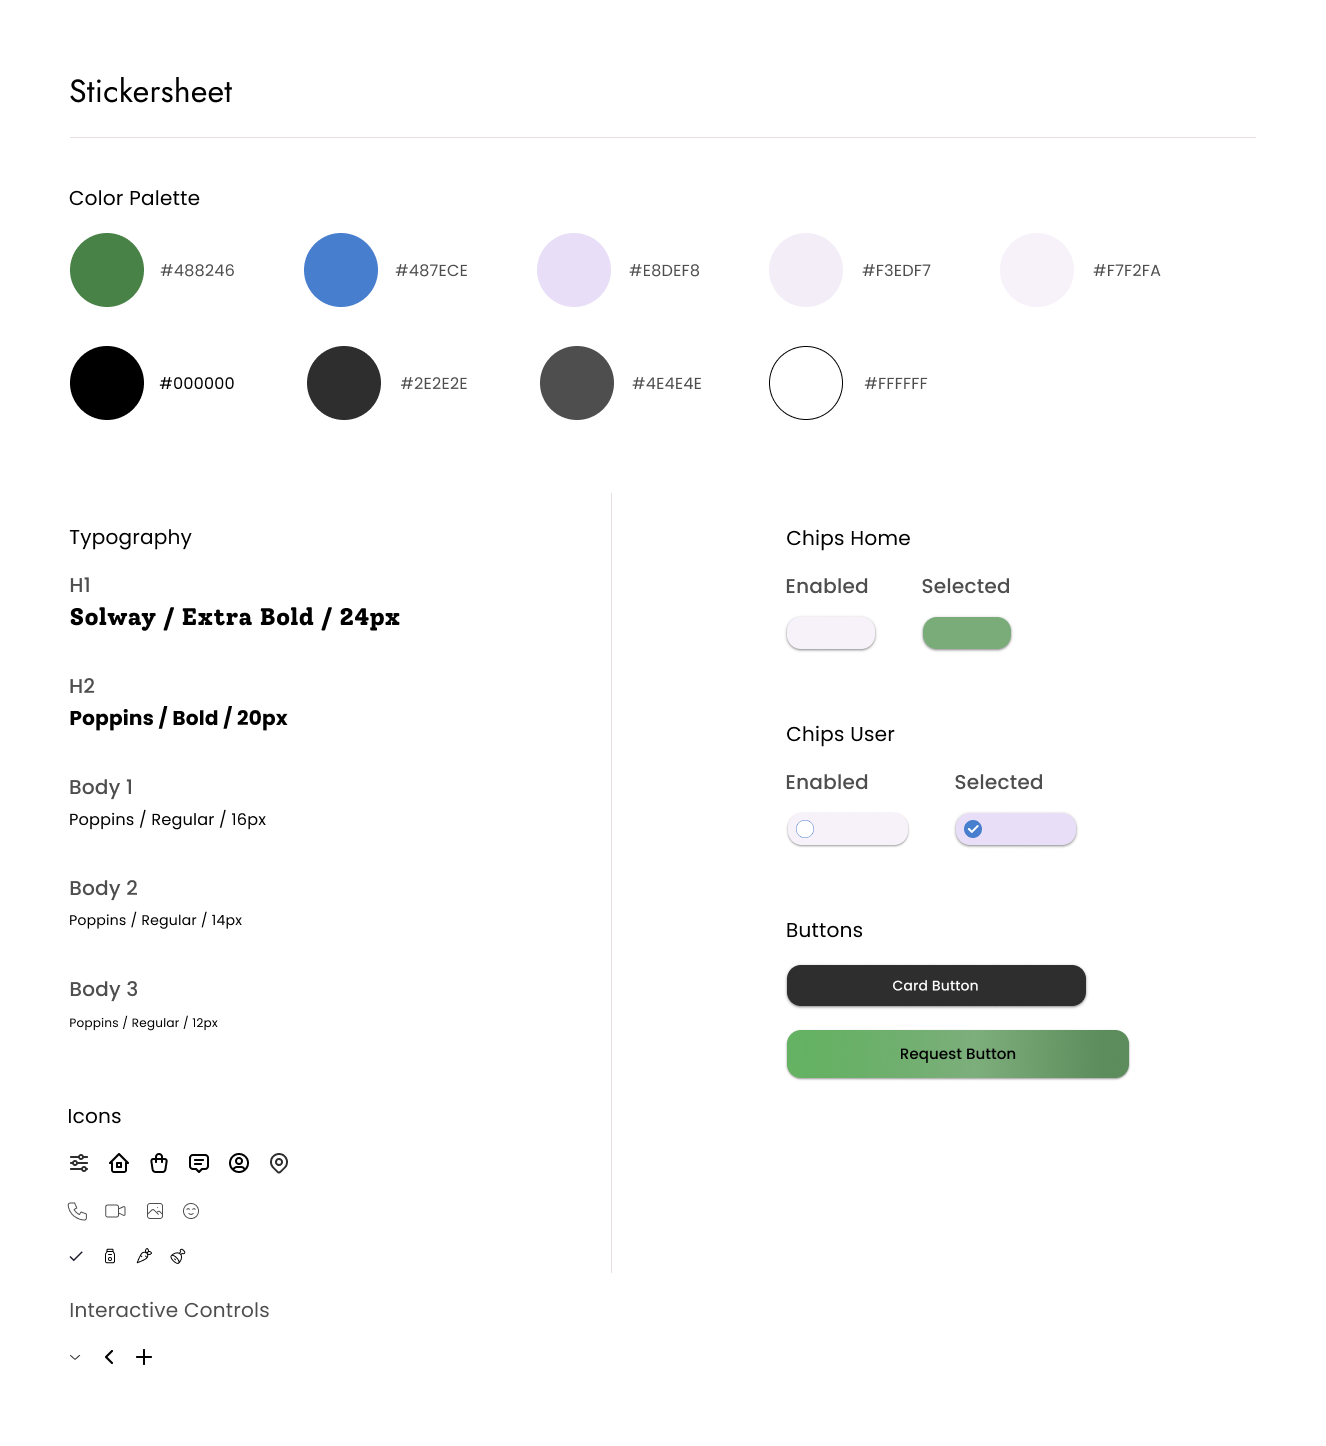 Stickersheet
Color Palette
#488246
#487ECE
#E8DEF8
#F3EDF7
#F7F2FA
#000000
#2E2E2E
#4E4E4E
#FFFFFF
Typography
H1
Solway / Extra Bold / 24px
H2
Poppins / Bold / 20px
Body 1
Poppins / Regular / 16px
Body 2
Poppins / Regular / 14px
Body 3
Poppins / Regular / 12px
Icons
Interactive Controls
Chips Home
Enabled Selected
Chips User
Enabled Selected
Buttons
Card Button
Request Button